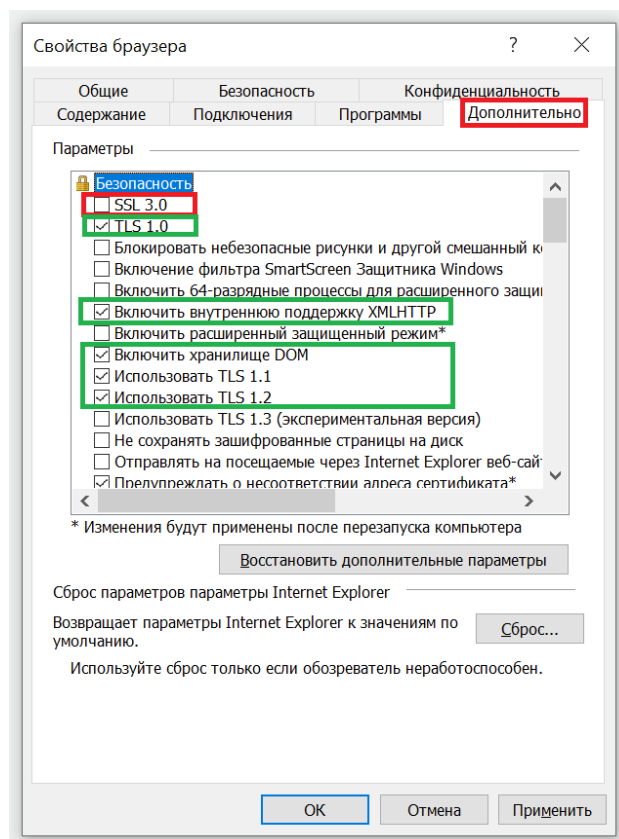 Свойства браузера ?
Общие Безопасность Конфиденциальность
Содержание Подключения Программы Дополнительно
Параметры
Безопасность
SSL 3.0
TLS 1.0
Блокировать небезопасные рисунки и другой смешанный к
Включение фильтра SmartScreen Защитника Windows
Включить 64-разрядные процессы для расширенного защи
Включить внутреннюю поддержку XMLHTTP
Включить расширенный защищенный режим*
Включить хранилище DOM
Использовать TLS 1.1
Использовать TLS 1.2
Использовать TLS 1.3 (экспериментальная версия)
Не сохранять зашифрованные страницы на диск
Отправлять на посещаемые через Internet Explorer веб-сай
Предупреждать о несоответствии адреса сертификата*
* Изменения будут применены после перезапуска компьютера
Восстановить дополнительные параметры
Сброс параметров параметры Internet Explorer
Возвращает параметры Internet Explorer к значениям по
умолчанию.
Сброс...
Используйте сброс только если обозреватель неработоспособен.
ОК Отмена Применить